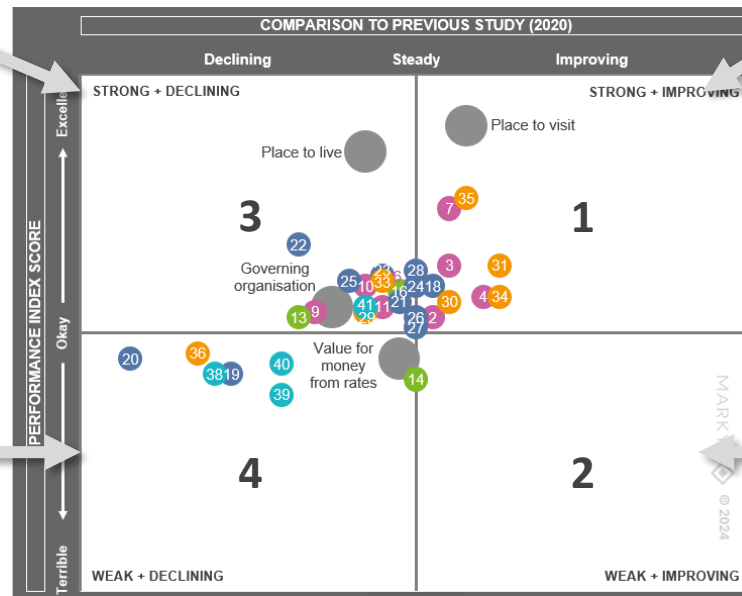 COMPARISON TO PREVIOUS STUDY (2020)
Declining
Steady
Improving
STRONG + DECLINING
STRONG + IMPROVING
PERFORMANCE INDEX SCORE
Okay
Terrible
Place to live
Place to visit
3
1
7
35
22
Governing
organisation
25
10
33
28
3
31
16
24
18
21
30
4
34
13
9
41
11
26
2
27
20
36
38
19
40
39
Value for
money
from rates
14
4
2
© 2024
WEAK + DECLINING
WEAK + IMPROVING